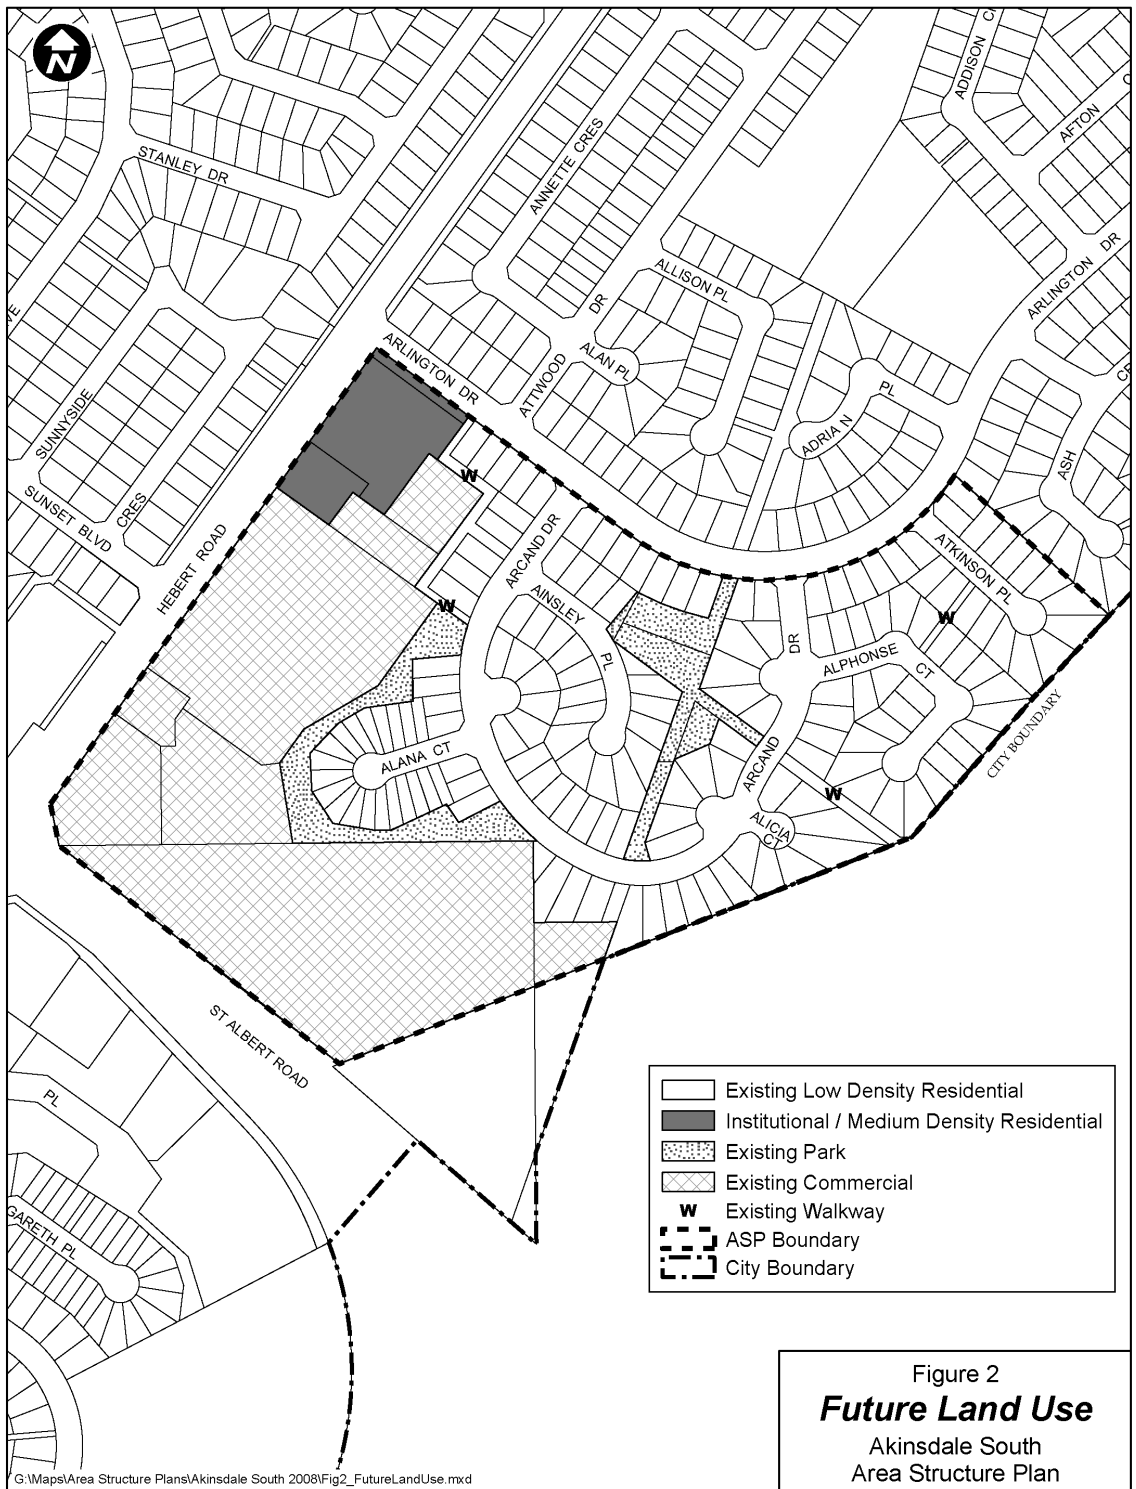 N
STANLEY DR
ANNETTE CRES
ADDISON C
AFTON
C
ALLISON PL
ARLINGTON DR
VE
ATTWOOD DR
ALAN PL
ARLINGTON DR
ADRIAN PL
CR
ASH
SUNNYSIDE
CRES
SUNSET BLVD
HEBERT ROAD
W
ARCAND DR
ATKINSON PL
AINSLEY
PL
W
W
DR
ALPHONSE
CT
CITY BOUNDARY
ALANA CT
ARCAND
W
ALICIA
CT
ST ALBERT ROAD
PL
GARETH PL
Existing Low Density Residential
Institutional / Medium Density Residential
Existing Park
Existing Commercial
W Existing Walkway
ASP Boundary
City Boundary
Figure 2
Future Land Use
Akinsdale South
Area Structure Plan
G:\Maps\Area Structure Plans\Akinsdale South 2008\Fig2_FutureLandUse.mxd